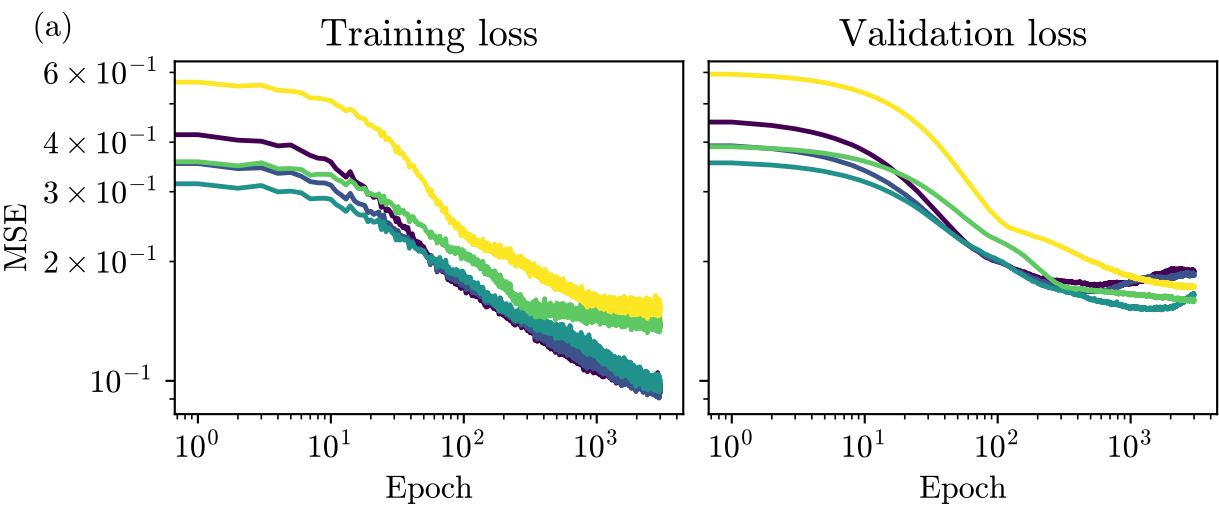 (a)
Training loss
Validation loss
MSE
6 × 10⁻¹
4 × 10⁻¹
3 × 10⁻¹
2 × 10⁻¹
10⁻¹
10⁰ 10¹ 10² 10³
10⁰ 10¹ 10² 10³
Epoch
Epoch